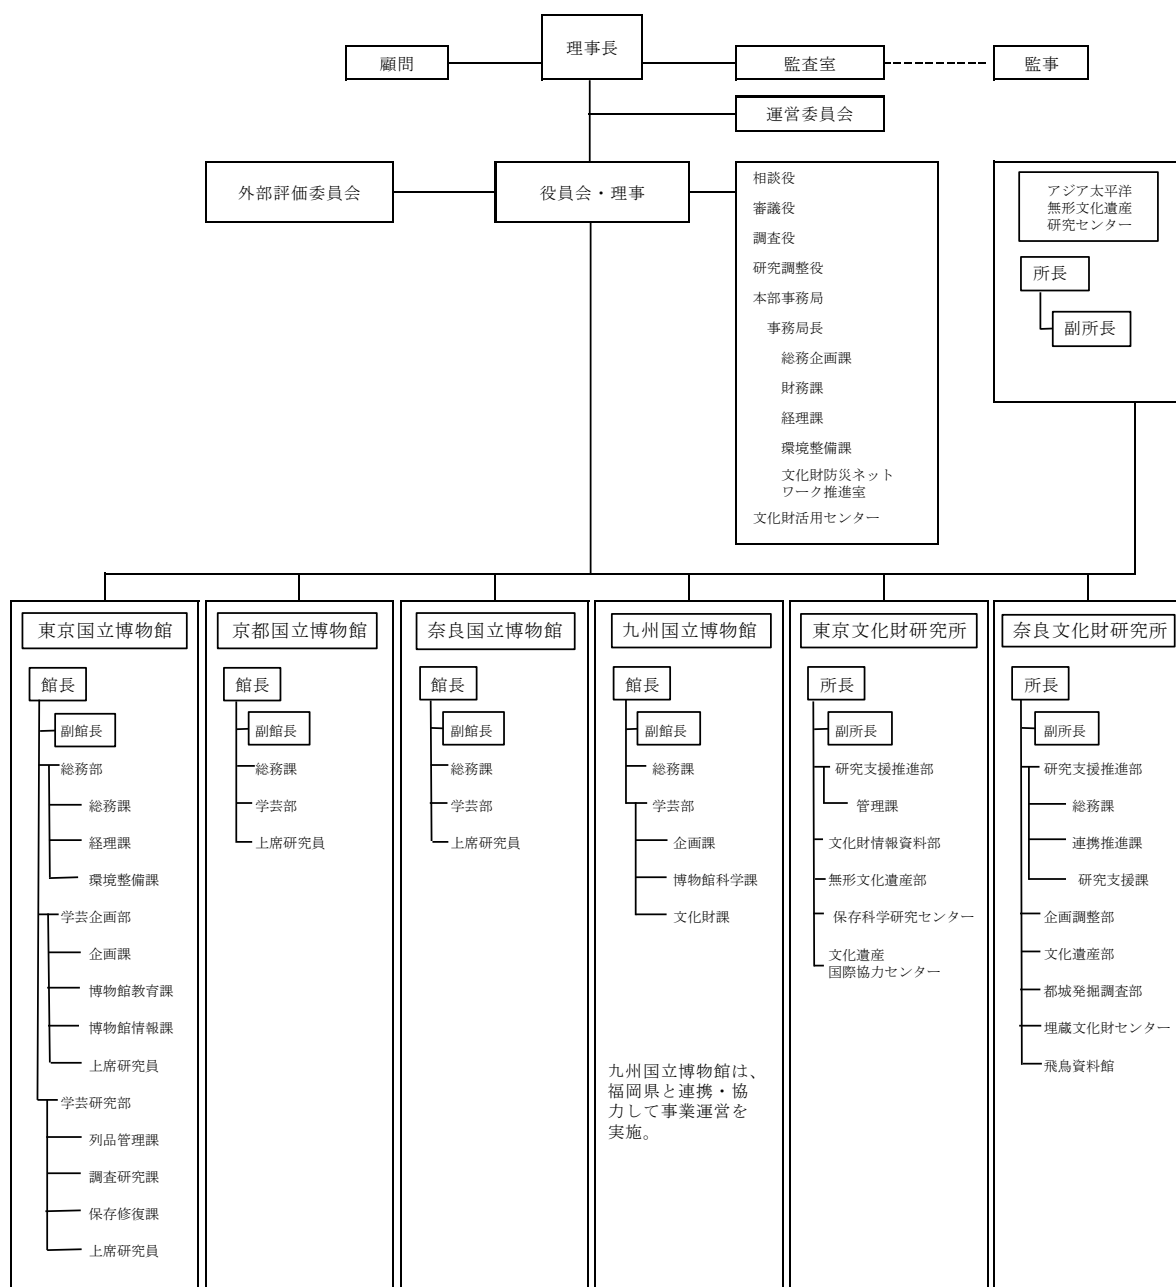 理事長
顧問
監査室
監事
運営委員会
外部評価委員会
役員会・理事
相談役
審議役
調査役
研究調整役
本部事務局
事務局長
総務企画課
財務課
経理課
環境整備課
文化財防災ネット
ワーク推進室
文化財活用センター
アジア太平洋
無形文化遺産
研究センター
所長
副所長
東京国立博物館
館長
副館長
総務部
総務課
経理課
環境整備課
学芸企画部
企画課
博物館教育課
博物館情報課
上席研究員
学芸研究部
列品管理課
調査研究課
保存修復課
上席研究員
京都国立博物館
館長
副館長
総務課
学芸部
上席研究員
奈良国立博物館
館長
副館長
総務課
学芸部
上席研究員
九州国立博物館
館長
副館長
総務課
学芸部
企画課
博物館科学課
文化財課
九州国立博物館は、
福岡県と連携・協
力して事業運営を
実施。
東京文化財研究所
所長
副所長
研究支援推進部
管理課
文化財情報資料部
無形文化遺産部
保存科学研究センター
文化遺産
国際協力センター
奈良文化財研究所
所長
副所長
研究支援推進部
総務課
連携推進課
研究支援課
企画調整部
文化遺産部
都城発掘調査部
埋蔵文化財センター
飛鳥資料館